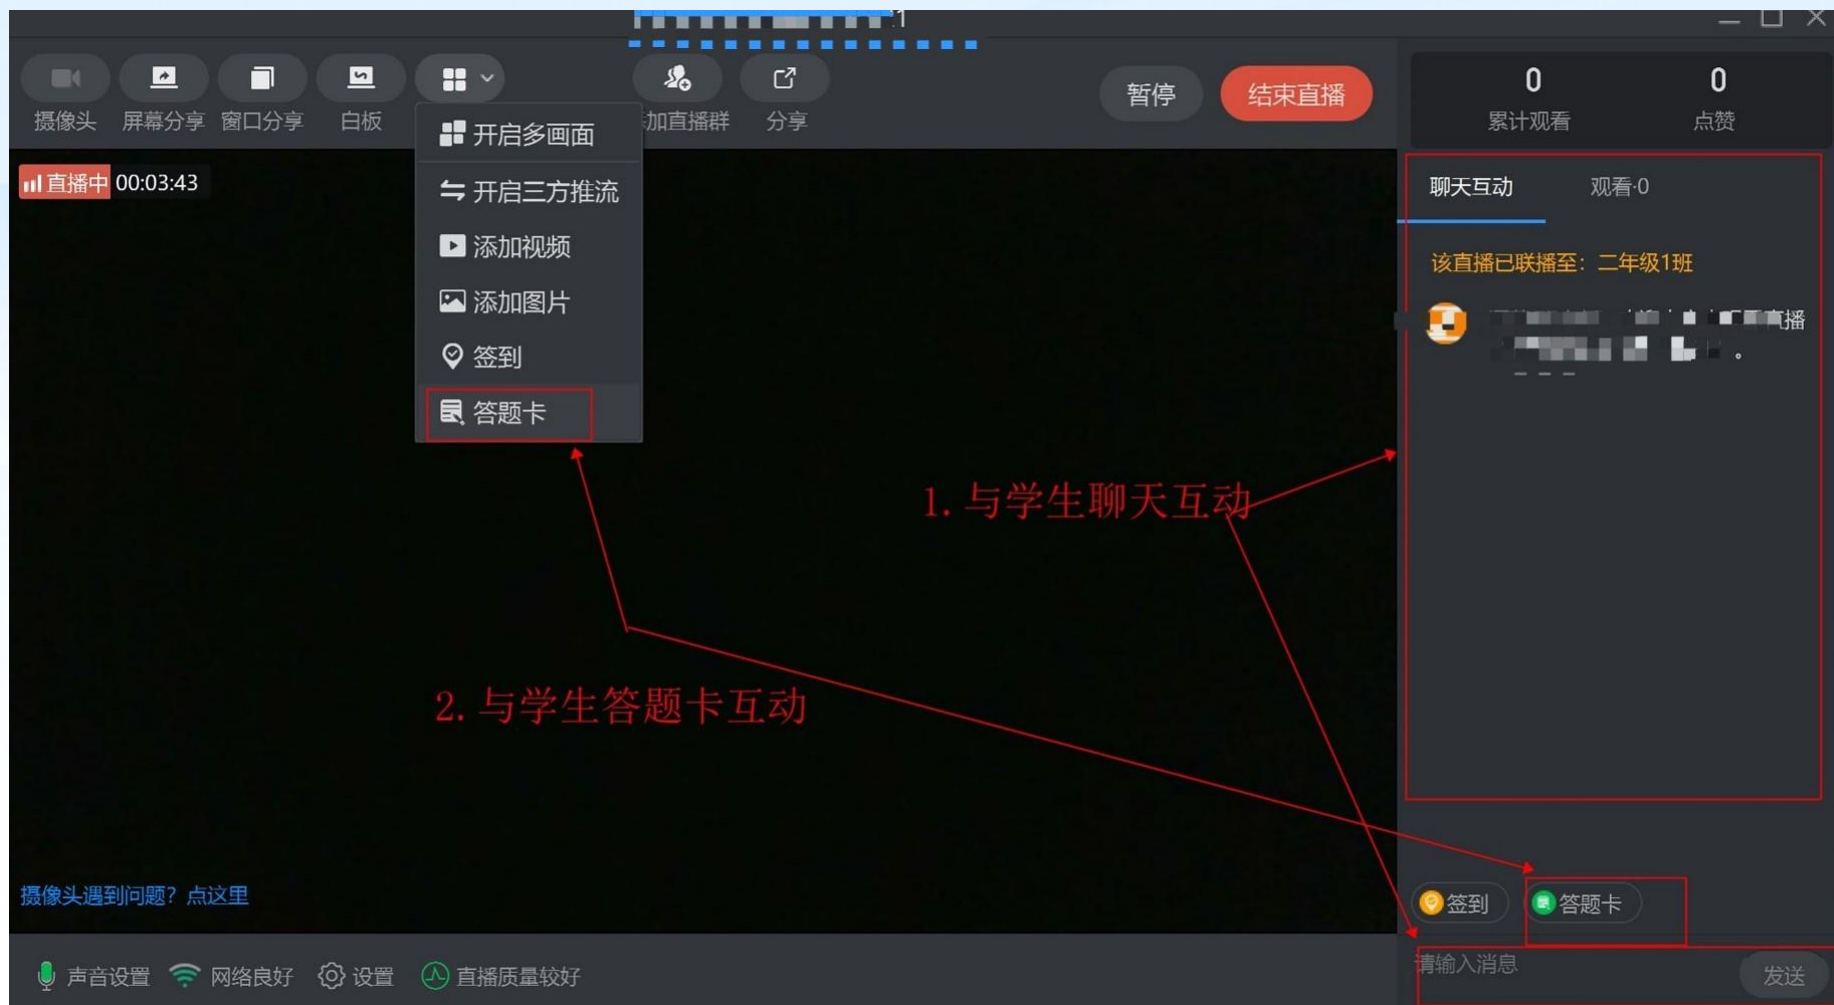 1
摄像头
屏幕分享
窗口分享
白板
加直播群
分享
暂停
结束直播
0
累计观看
0
点赞
直播中 00:03:43
开启多画面
开启三方推流
添加视频
添加图片
签到
答题卡
聊天互动
观看·0
该直播已联播至：二年级1班
直播
。
1. 与学生聊天互动
2. 与学生答题卡互动
摄像头遇到问题？点这里
签到
答题卡
声音设置
网络良好
设置
直播质量较好
请输入消息
发送